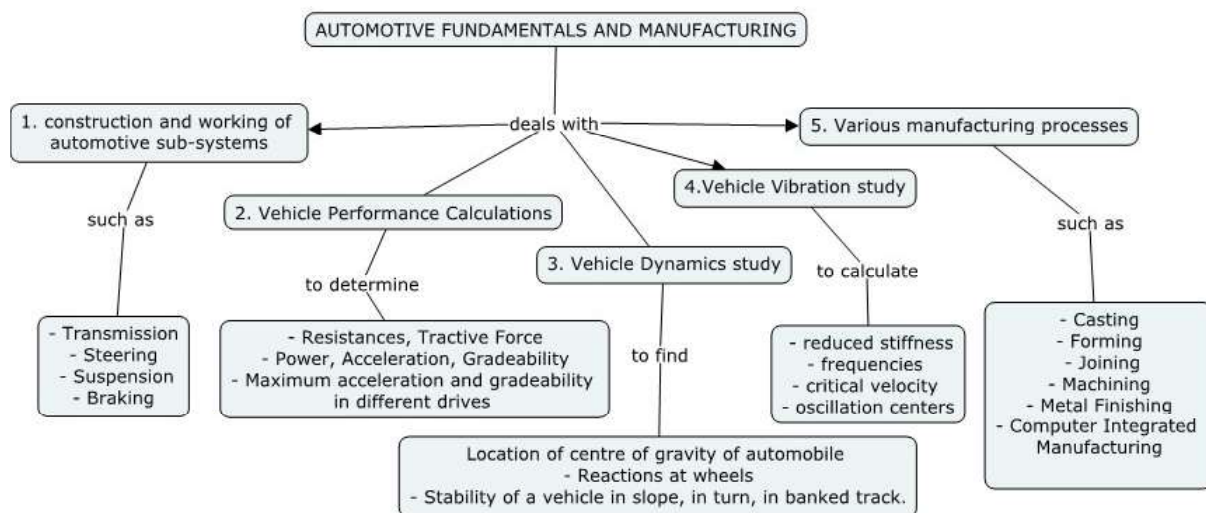 AUTOMOTIVE FUNDAMENTALS AND MANUFACTURING
deals with
1. construction and working of
automotive sub-systems
such as
- Transmission
- Steering
- Suspension
- Braking
2. Vehicle Performance Calculations
to determine
- Resistances, Tractive Force
- Power, Acceleration, Gradeability
- Maximum acceleration and gradeability
in different drives
3. Vehicle Dynamics study
to find
Location of centre of gravity of automobile
- Reactions at wheels
- Stability of a vehicle in slope, in turn, in banked track.
4.Vehicle Vibration study
to calculate
- reduced stiffness
- frequencies
- critical velocity
- oscillation centers
5. Various manufacturing processes
such as
- Casting
- Forming
- Joining
- Machining
- Metal Finishing
- Computer Integrated
Manufacturing